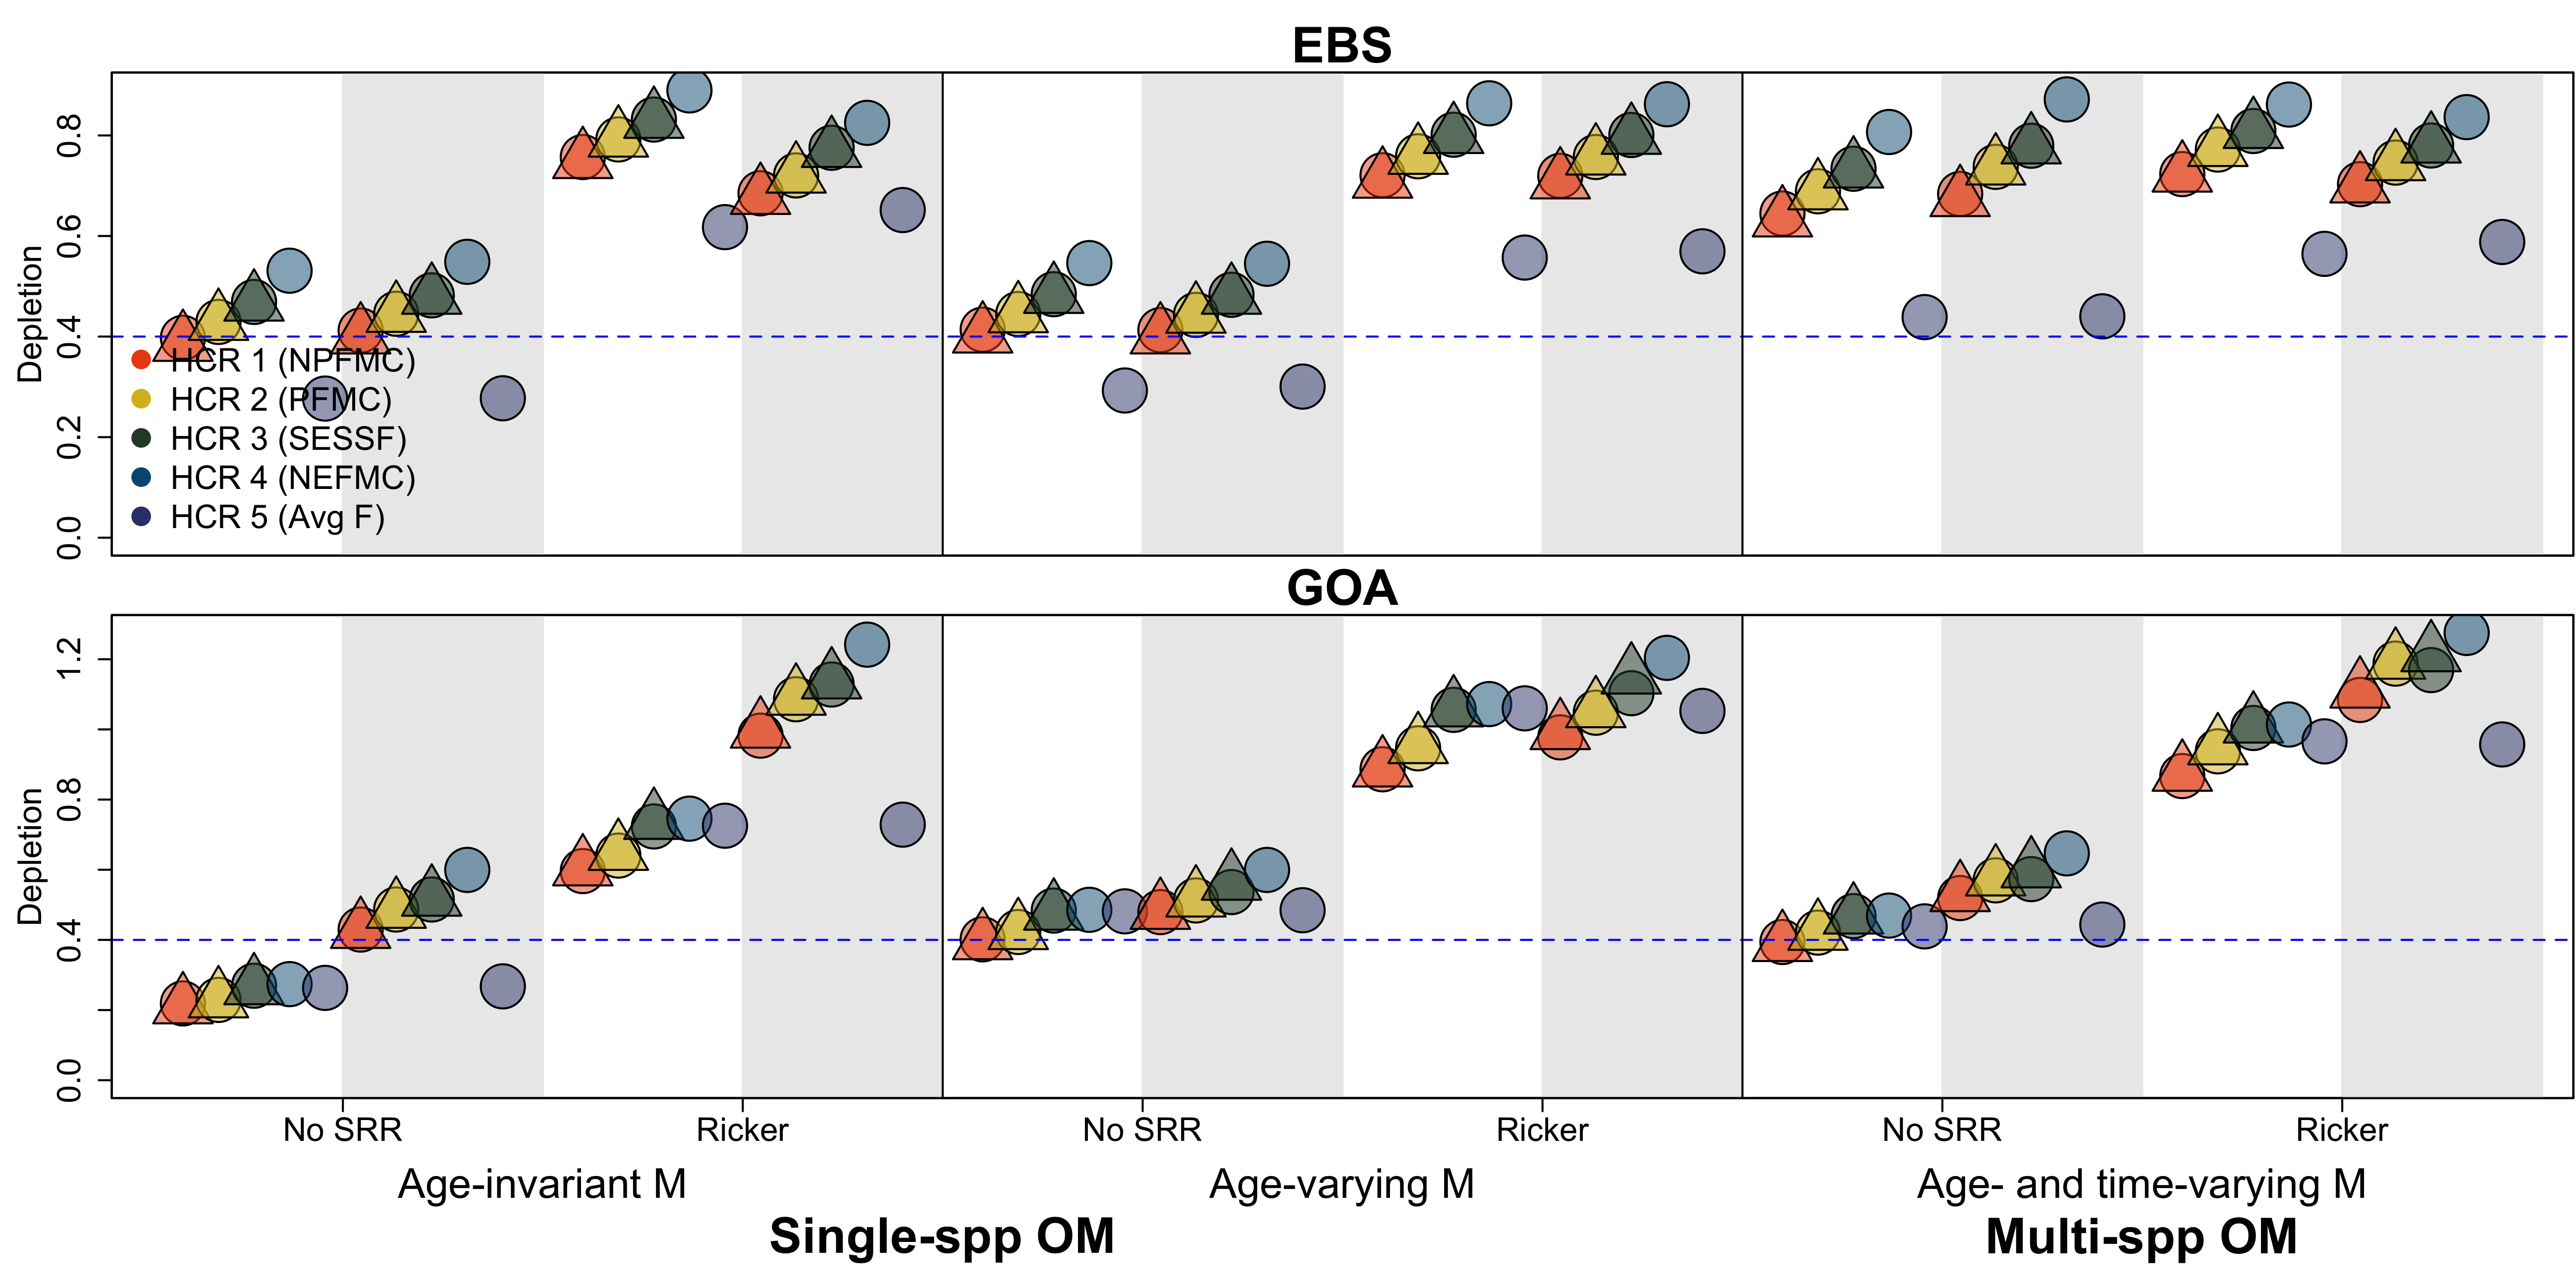 EBS
Depletion
0.8
0.6
0.4
0.2
0.0
HCR 1 (NPFMC)
HCR 2 (PFMC)
HCR 3 (SESSF)
HCR 4 (NEFMC)
HCR 5 (Avg F)
GOA
Depletion
1.2
0.8
0.4
0.0
No SRR Ricker No SRR Ricker No SRR Ricker
Age-invariant M Age-varying M Age- and time-varying M
Single-spp OM Multi-spp OM